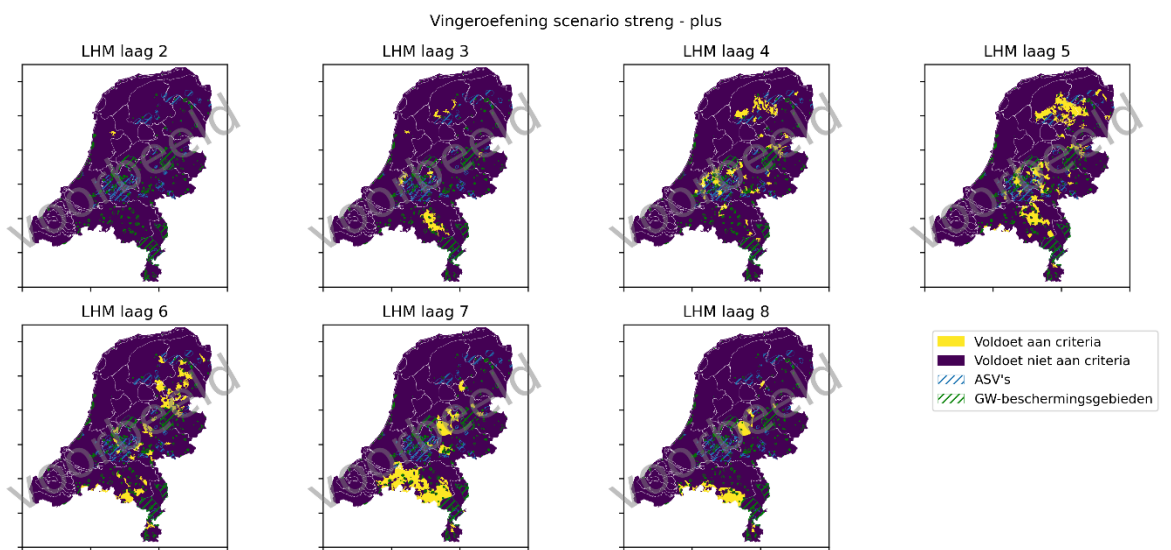 Vingeroefening scenario streng - plus
LHM laag 2
LHM laag 3
LHM laag 4
LHM laag 5
voorbeeld
voorbeeld
voorbeeld
voorbeeld
LHM laag 6
LHM laag 7
LHM laag 8
voorbeeld
voorbeeld
voorbeeld
Voldoet aan criteria
Voldoet niet aan criteria
ASV's
GW-beschermingsgebieden